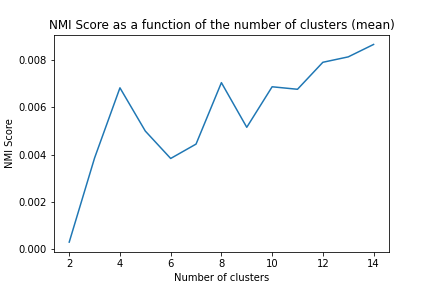 NMI Score as a function of the number of clusters (mean)
0.008
0.006
0.004
0.002
0.000
NMI Score
2 4 6 8 10 12 14
Number of clusters